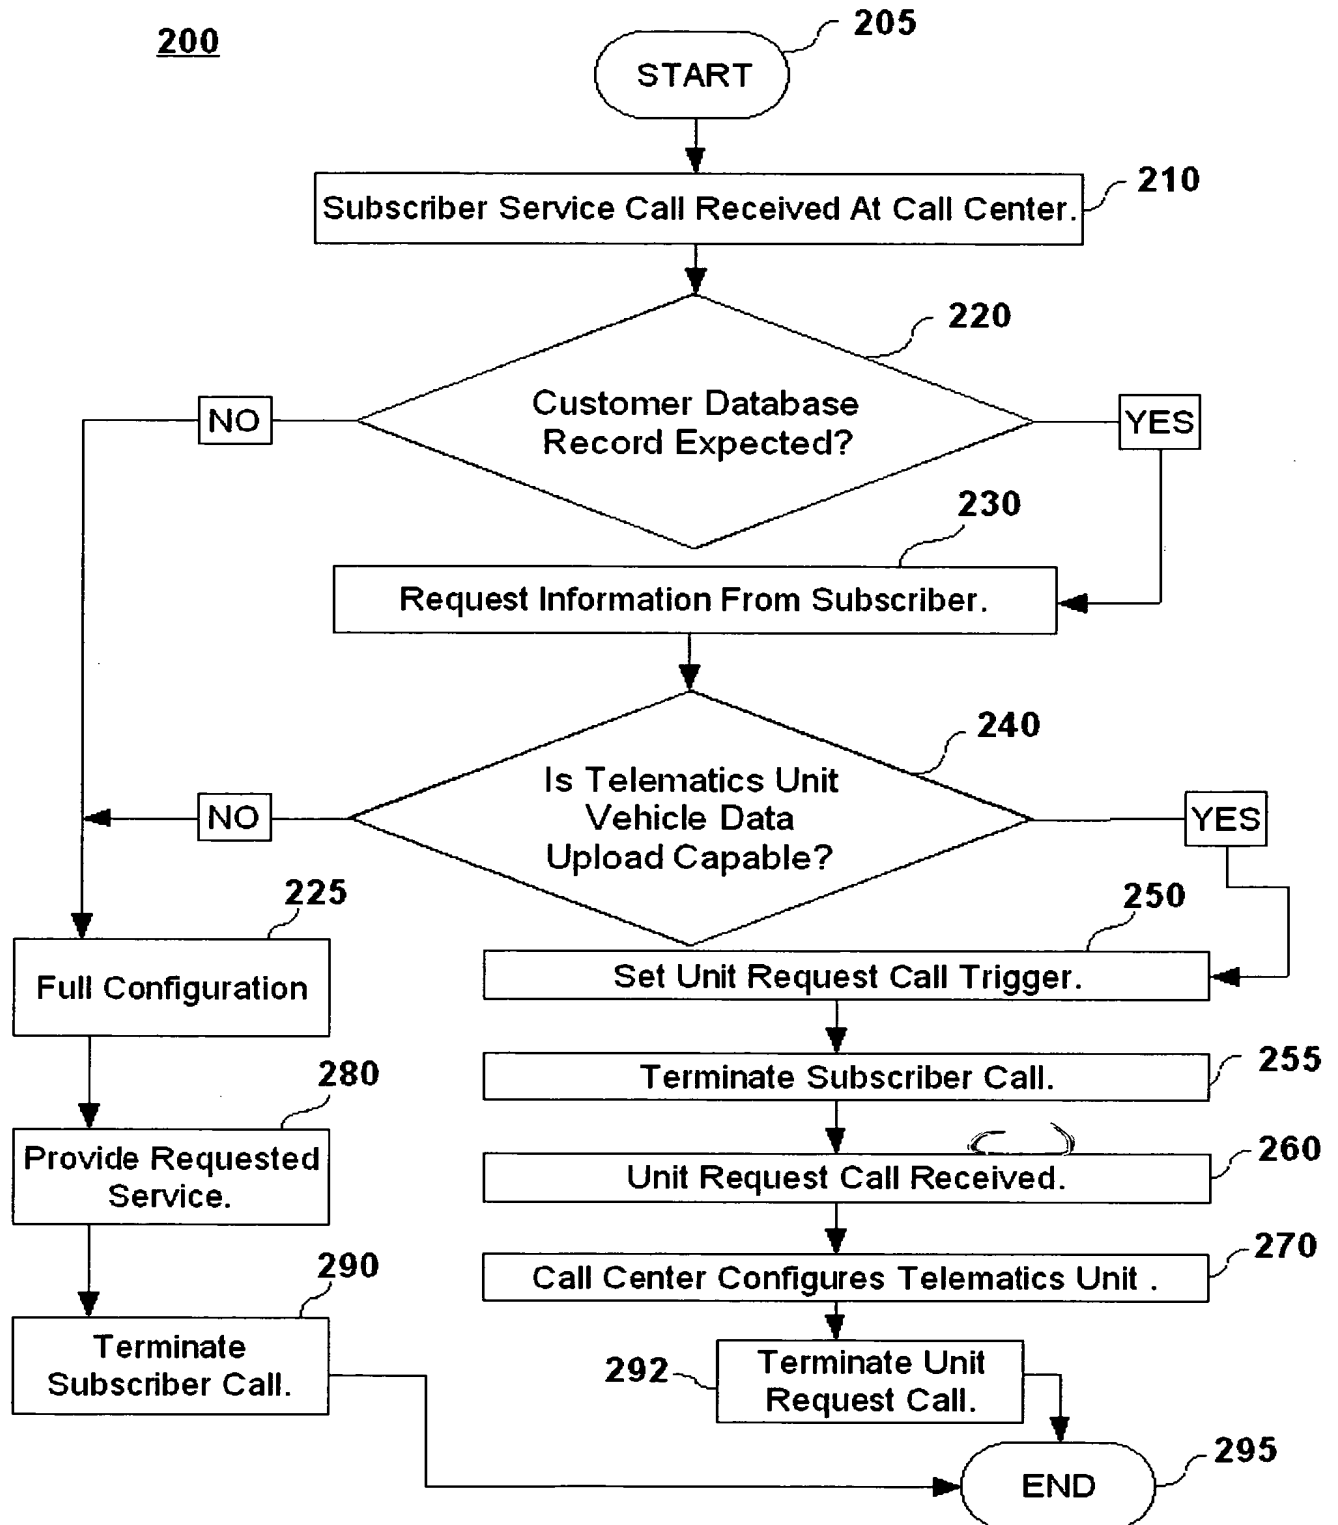 200
205
START
210
Subscriber Service Call Received At Call Center.
220
Customer Database
Record Expected?
NO
YES
230
Request Information From Subscriber.
240
Is Telematics Unit
Vehicle Data
Upload Capable?
NO
YES
225
Full Configuration
250
Set Unit Request Call Trigger.
255
Terminate Subscriber Call.
280
Provide Requested
Service.
260
Unit Request Call Received.
270
Call Center Configures Telematics Unit .
290
Terminate
Subscriber Call.
292
Terminate Unit
Request Call.
295
END